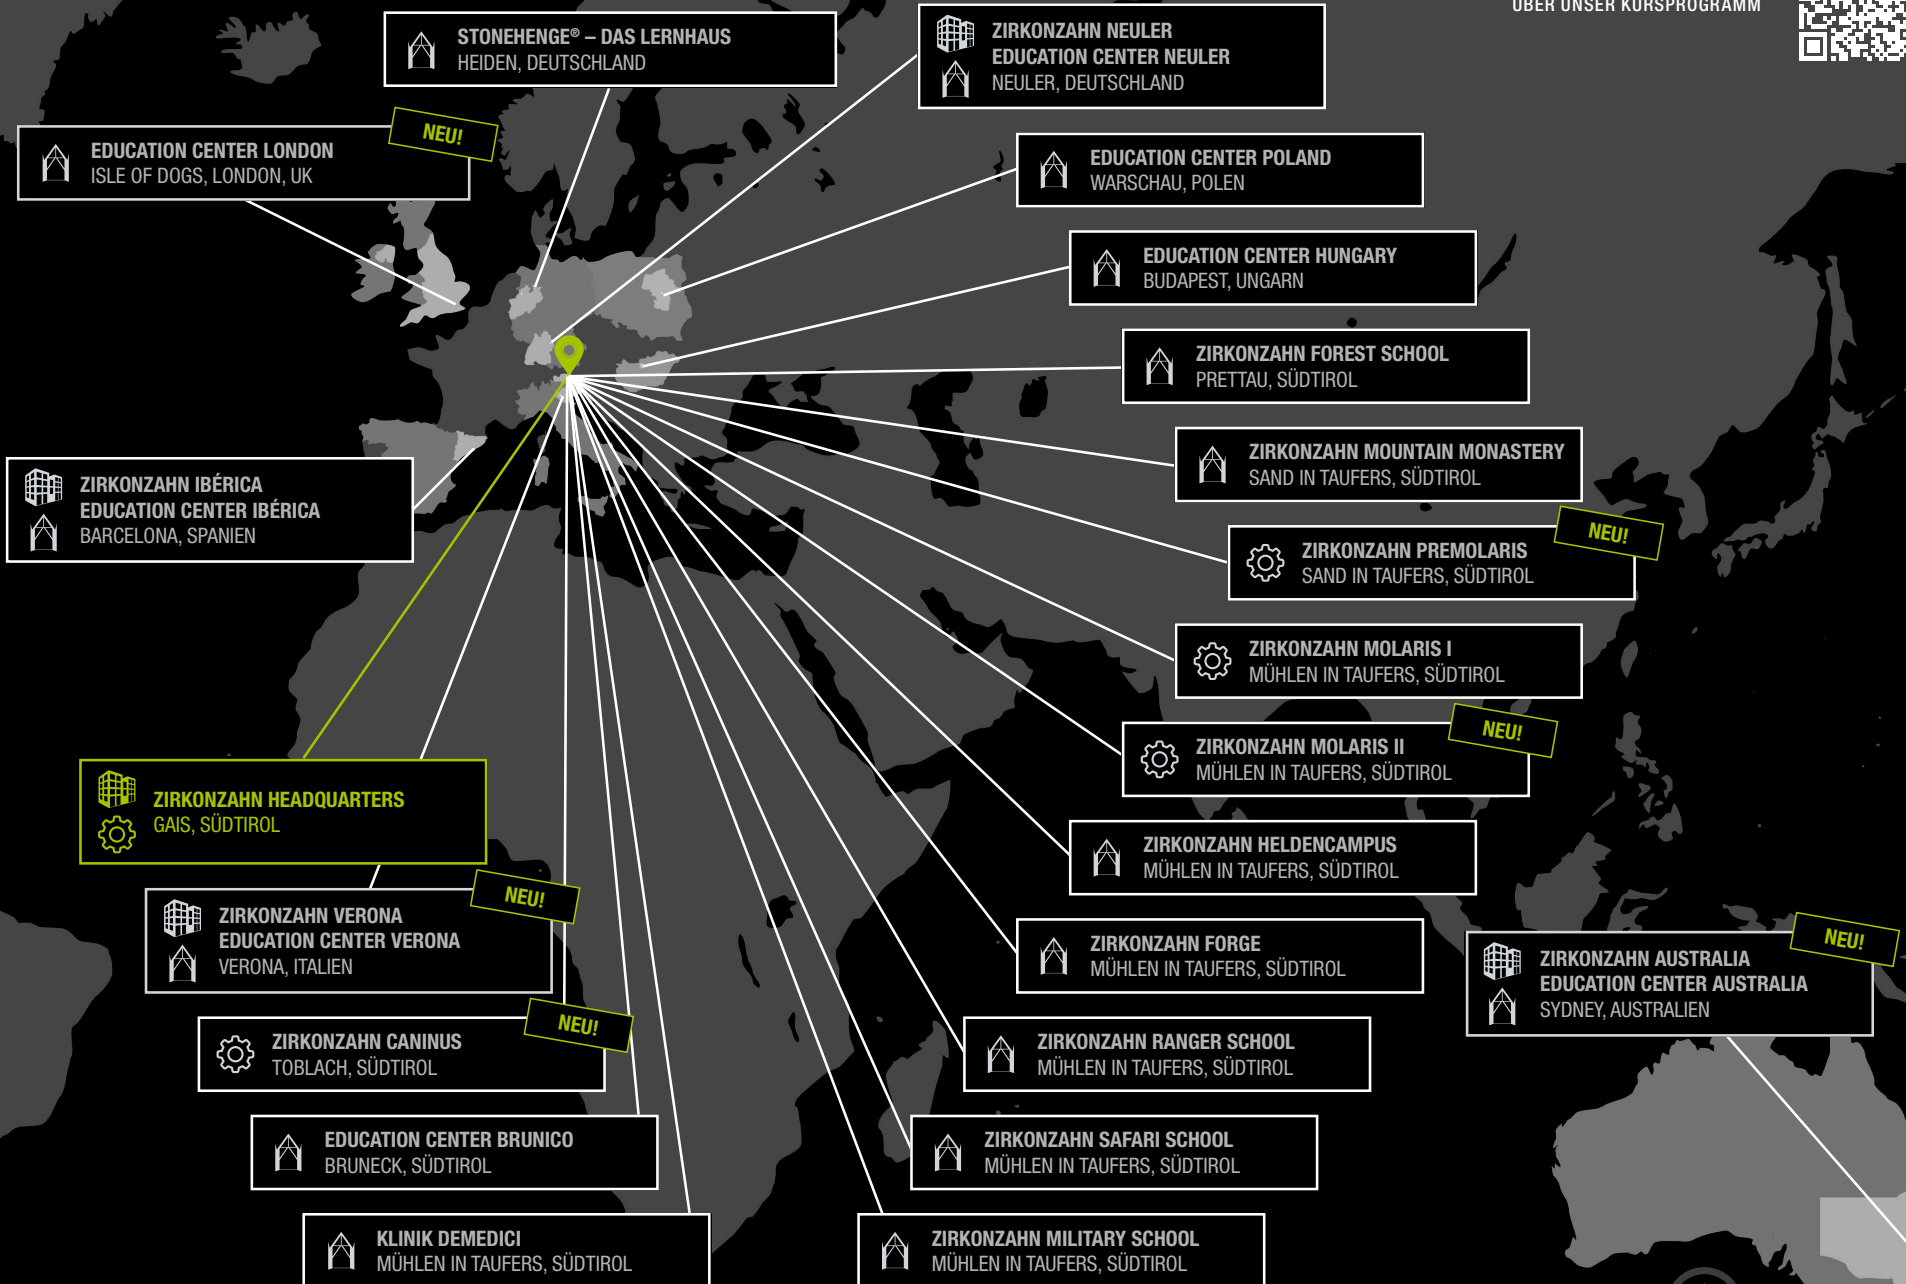 ÜBER UNSER KURSPROGRAMM
STONEHENGE® – DAS LERNHAUS
HEIDEN, DEUTSCHLAND
ZIRKONZAHN NEULER
EDUCATION CENTER NEULER
NEULER, DEUTSCHLAND
NEU!
EDUCATION CENTER LONDON
ISLE OF DOGS, LONDON, UK
EDUCATION CENTER POLAND
WARSCHAU, POLEN
EDUCATION CENTER HUNGARY
BUDAPEST, UNGARN
ZIRKONZAHN FOREST SCHOOL
PRETTAU, SÜDTIROL
ZIRKONZAHN MOUNTAIN MONASTERY
SAND IN TAUFERS, SÜDTIROL
ZIRKONZAHN IBÉRICA
EDUCATION CENTER IBÉRICA
BARCELONA, SPANIEN
NEU!
ZIRKONZAHN PREMOLARIS
SAND IN TAUFERS, SÜDTIROL
ZIRKONZAHN MOLARIS I
MÜHLEN IN TAUFERS, SÜDTIROL
NEU!
ZIRKONZAHN MOLARIS II
MÜHLEN IN TAUFERS, SÜDTIROL
ZIRKONZAHN HEADQUARTERS
GAIS, SÜDTIROL
ZIRKONZAHN HELDENCAMPUS
MÜHLEN IN TAUFERS, SÜDTIROL
NEU!
ZIRKONZAHN VERONA
EDUCATION CENTER VERONA
VERONA, ITALIEN
ZIRKONZAHN FORGE
MÜHLEN IN TAUFERS, SÜDTIROL
NEU!
ZIRKONZAHN AUSTRALIA
EDUCATION CENTER AUSTRALIA
SYDNEY, AUSTRALIEN
NEU!
ZIRKONZAHN CANINUS
TOBLACH, SÜDTIROL
ZIRKONZAHN RANGER SCHOOL
MÜHLEN IN TAUFERS, SÜDTIROL
EDUCATION CENTER BRUNICO
BRUNECK, SÜDTIROL
ZIRKONZAHN SAFARI SCHOOL
MÜHLEN IN TAUFERS, SÜDTIROL
KLINIK DEMEDICI
MÜHLEN IN TAUFERS, SÜDTIROL
ZIRKONZAHN MILITARY SCHOOL
MÜHLEN IN TAUFERS, SÜDTIROL